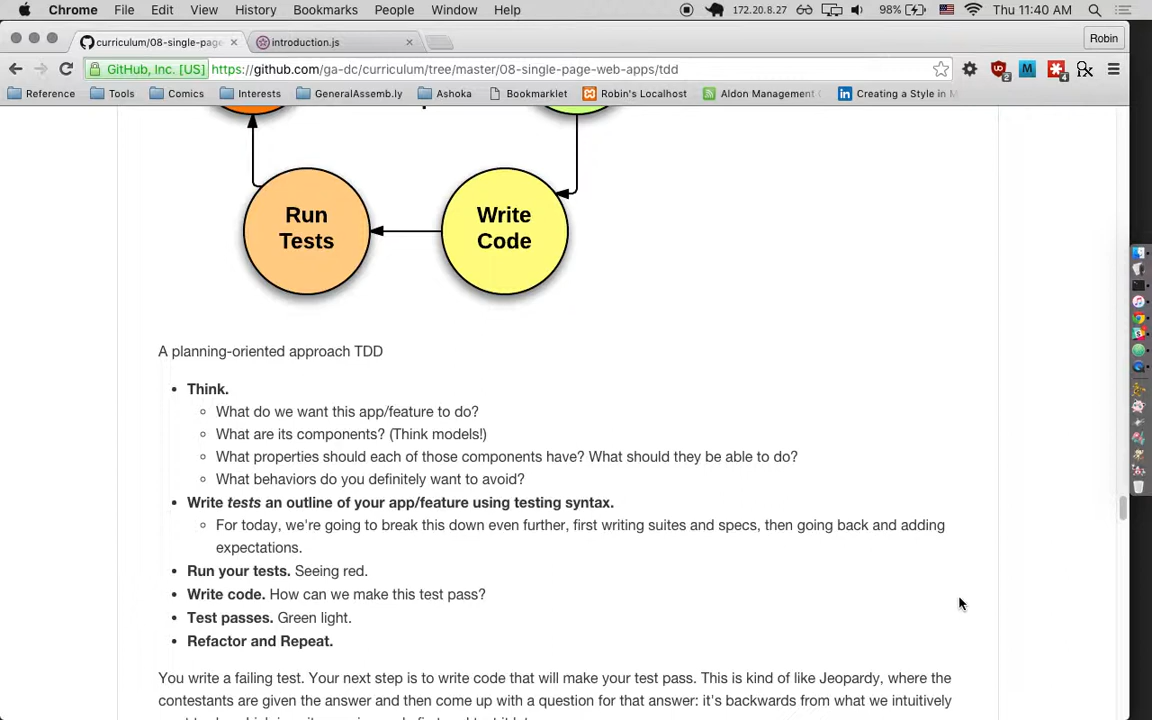 Chrome File Edit View History Bookmarks People Window Help 172.20.8.27 98% Thu 11:40 AM
curriculum/08-single-page introduction.js Robin
GitHub, Inc. [US] https://github.com/ga-dc/curriculum/tree/master/08-single-page-web-apps/tdd
Reference Tools Comics Interests GeneralAssemb.ly Ashoka Bookmarklet Robin's Localhost Aldon Management Creating a Style in
Run Tests
Write Code
A planning-oriented approach TDD
• Think.
What do we want this app/feature to do?
What are its components? (Think models!)
What properties should each of those components have? What should they be able to do?
What behaviors do you definitely want to avoid?
• Write tests an outline of your app/feature using testing syntax.
For today, we're going to break this down even further, first writing suites and specs, then going back and adding
expectations.
• Run your tests. Seeing red.
• Write code. How can we make this test pass?
• Test passes. Green light.
• Refactor and Repeat.
You write a failing test. Your next step is to write code that will make your test pass. This is kind of like Jeopardy, where the
contestants are given the answer and then come up with a question for that answer: it's backwards from what we intuitively